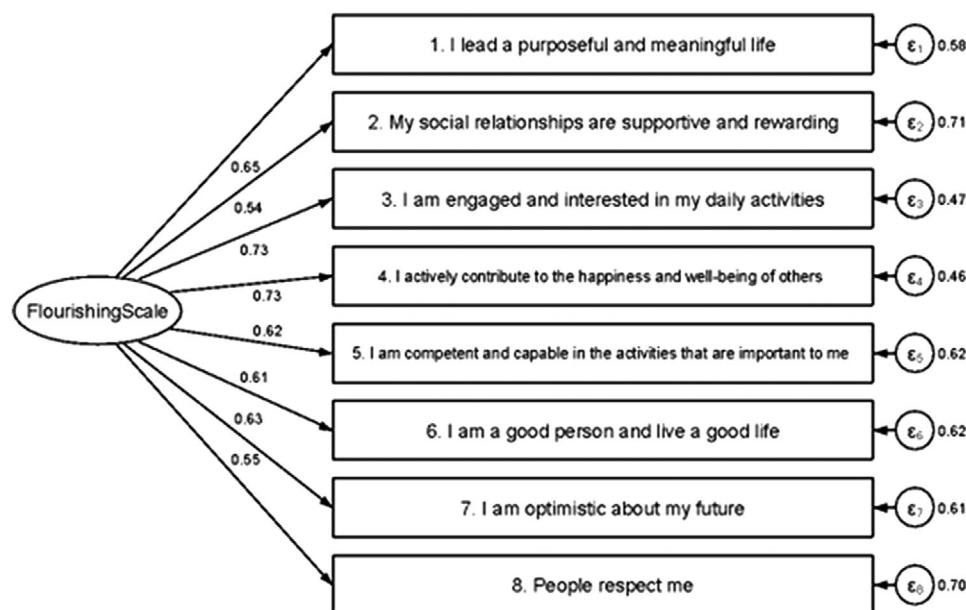 1. I lead a purposeful and meaningful life
ε1 0.58
2. My social relationships are supportive and rewarding
ε2 0.71
0.65
0.54
3. I am engaged and interested in my daily activities
ε3 0.47
0.73
4. I actively contribute to the happiness and well-being of others
ε4 0.46
0.73
FlourishingScale
0.62
5. I am competent and capable in the activities that are important to me
ε5 0.62
0.61
0.63
6. I am a good person and live a good life
ε6 0.62
0.55
7. I am optimistic about my future
ε7 0.61
8. People respect me
ε8 0.70